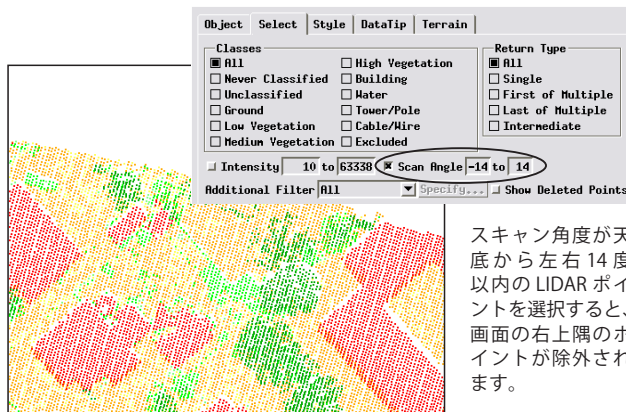 Object Select Style DataTip Terrain
Classes
All High Vegetation
Never Classified Building
Unclassified Water
Ground Tower/Pole
Low Vegetation Cable/Wire
Medium Vegetation Excluded
Return Type
All
Single
First of Multiple
Last of Multiple
Intermediate
Intensity 10 to 63338 Scan Angle -14 to 14
Additional Filter All Specify... Show Deleted Points
スキャン角度が天
底から左右 14 度
以内の LIDAR ポイ
ントを選択すると、
画面の右上隅のポ
イントが除外され
ます。